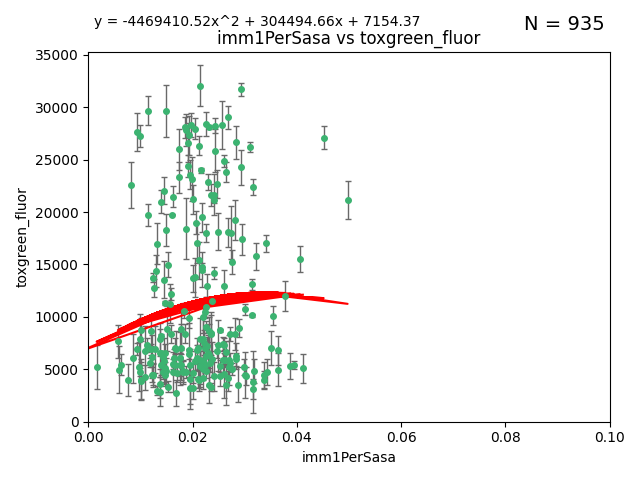 y = -4469410.52x^2 + 304494.66x + 7154.37
N = 935
imm1PerSasa vs toxgreen_fluor
35000
30000
25000
20000
15000
10000
5000
0
toxgreen_fluor
0.00 0.02 0.04 0.06 0.08 0.10
imm1PerSasa